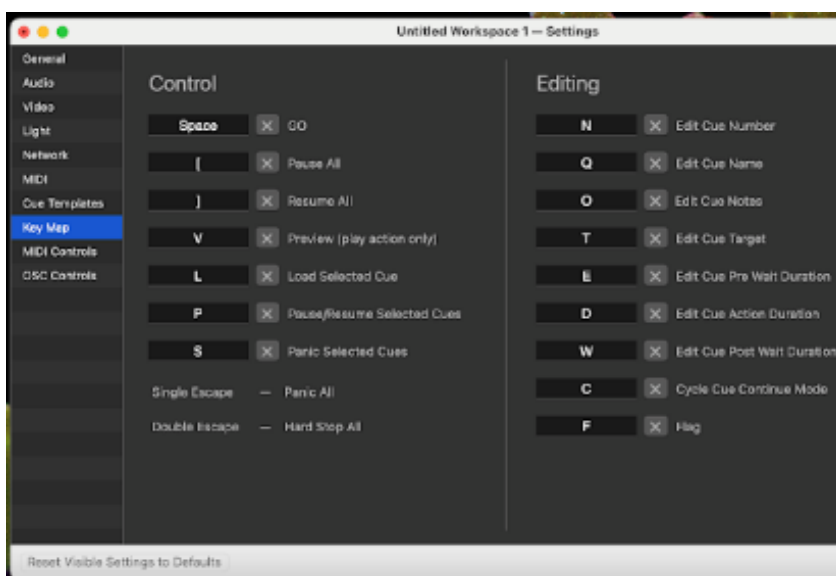 Untitled Workspace 1 — Settings
General
Audio
Video
Light
Network
MIDI
Cue Templates
Key Map
MIDI Controls
OSC Controls
Control
Space × GO
[ × Pause All
] × Resume All
V × Preview (play action only)
L × Load Selected Cue
P × Pause/Resume Selected Cues
S × Panic Selected Cues
Single Escape — Panic All
Double Escape — Hard Stop All
Editing
N × Edit Cue Number
Q × Edit Cue Name
O × Edit Cue Notes
T × Edit Cue Target
E × Edit Cue Pre Wait Duration
D × Edit Cue Action Duration
W × Edit Cue Post Wait Duration
C × Cycle Cue Continue Mode
F × Flag
Reset Visible Settings to Defaults